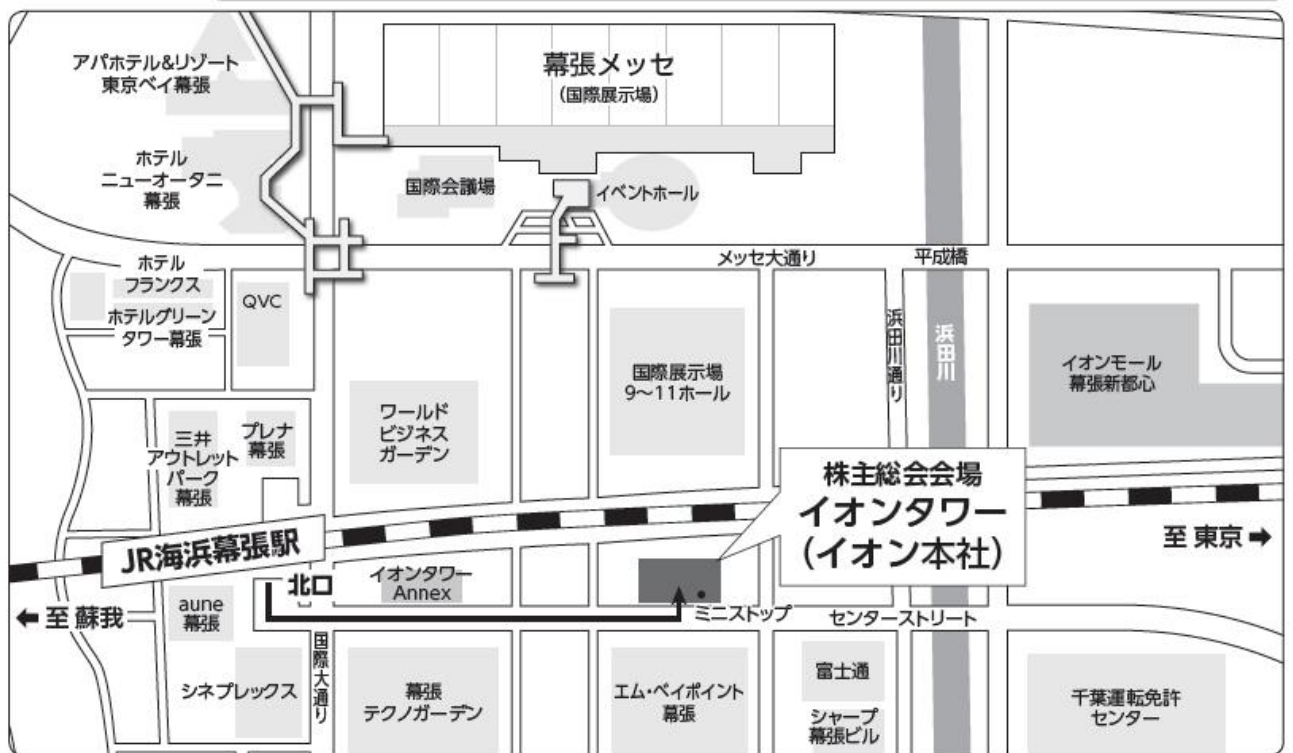 アパホテル&リゾート
東京ベイ幕張
幕張メッセ
(国際展示場)
ホテル
ニューオータニ
幕張
国際会議場
イベントホール
メッセ大通り
平成橋
ホテル
フランクス
ホテルグリーン
タワー幕張
QVC
国際展示場
9〜11ホール
浜田川通り
浜田川
イオンモール
幕張新都心
ワールド
ビジネス
ガーデン
三井
アウトレット
パーク
幕張
プレナ
幕張
株主総会会場
イオンタワー
(イオン本社)
JR海浜幕張駅
至 東京➡
北口
イオンタワー
Annex
⬅至 蘇我
aune
幕張
ミニストップ
センターストリート
国際大通り
シネプレックス
幕張
テクノガーデン
エム・ベイポイント
幕張
富士通
シャープ
幕張ビル
千葉運転免許
センター